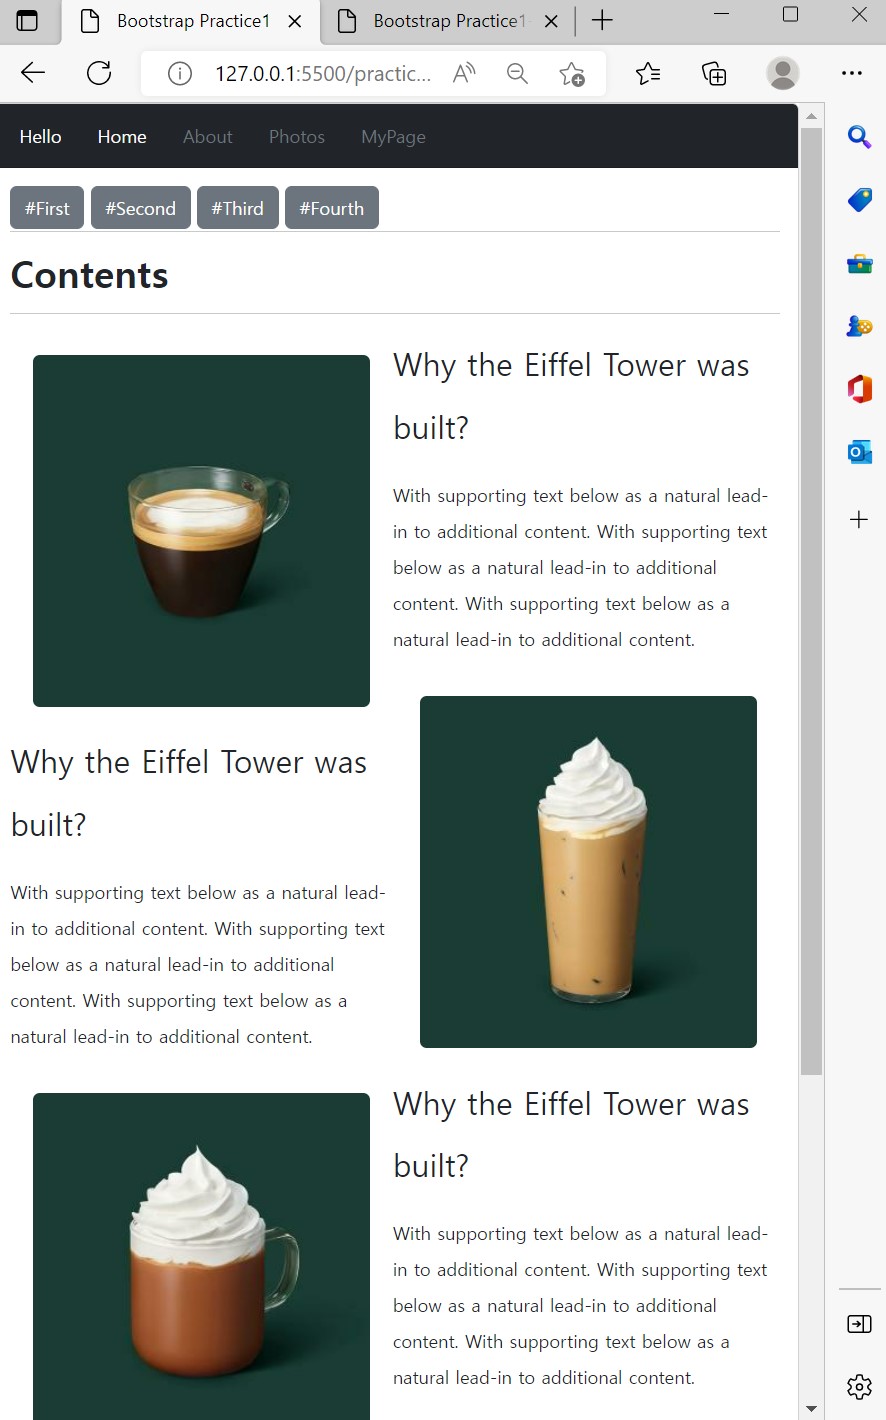 Bootstrap Practice1
Bootstrap Practice1-
127.0.0.1:5500/practic...
Hello Home About Photos MyPage
#First #Second #Third #Fourth
Contents
Why the Eiffel Tower was
built?
With supporting text below as a natural lead-
in to additional content. With supporting text
below as a natural lead-in to additional
content. With supporting text below as a
natural lead-in to additional content.
Why the Eiffel Tower was
built?
With supporting text below as a natural lead-
in to additional content. With supporting text
below as a natural lead-in to additional
content. With supporting text below as a
natural lead-in to additional content.
Why the Eiffel Tower was
built?
With supporting text below as a natural lead-
in to additional content. With supporting text
below as a natural lead-in to additional
content. With supporting text below as a
natural lead-in to additional content.